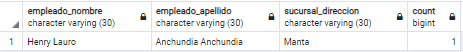 empleado_nombre
character varying (30)
empleado_apellido
character varying (30)
sucursal_direccion
character varying (30)
count
bigint
1 Henry Lauro Anchundia Anchundia Manta 1